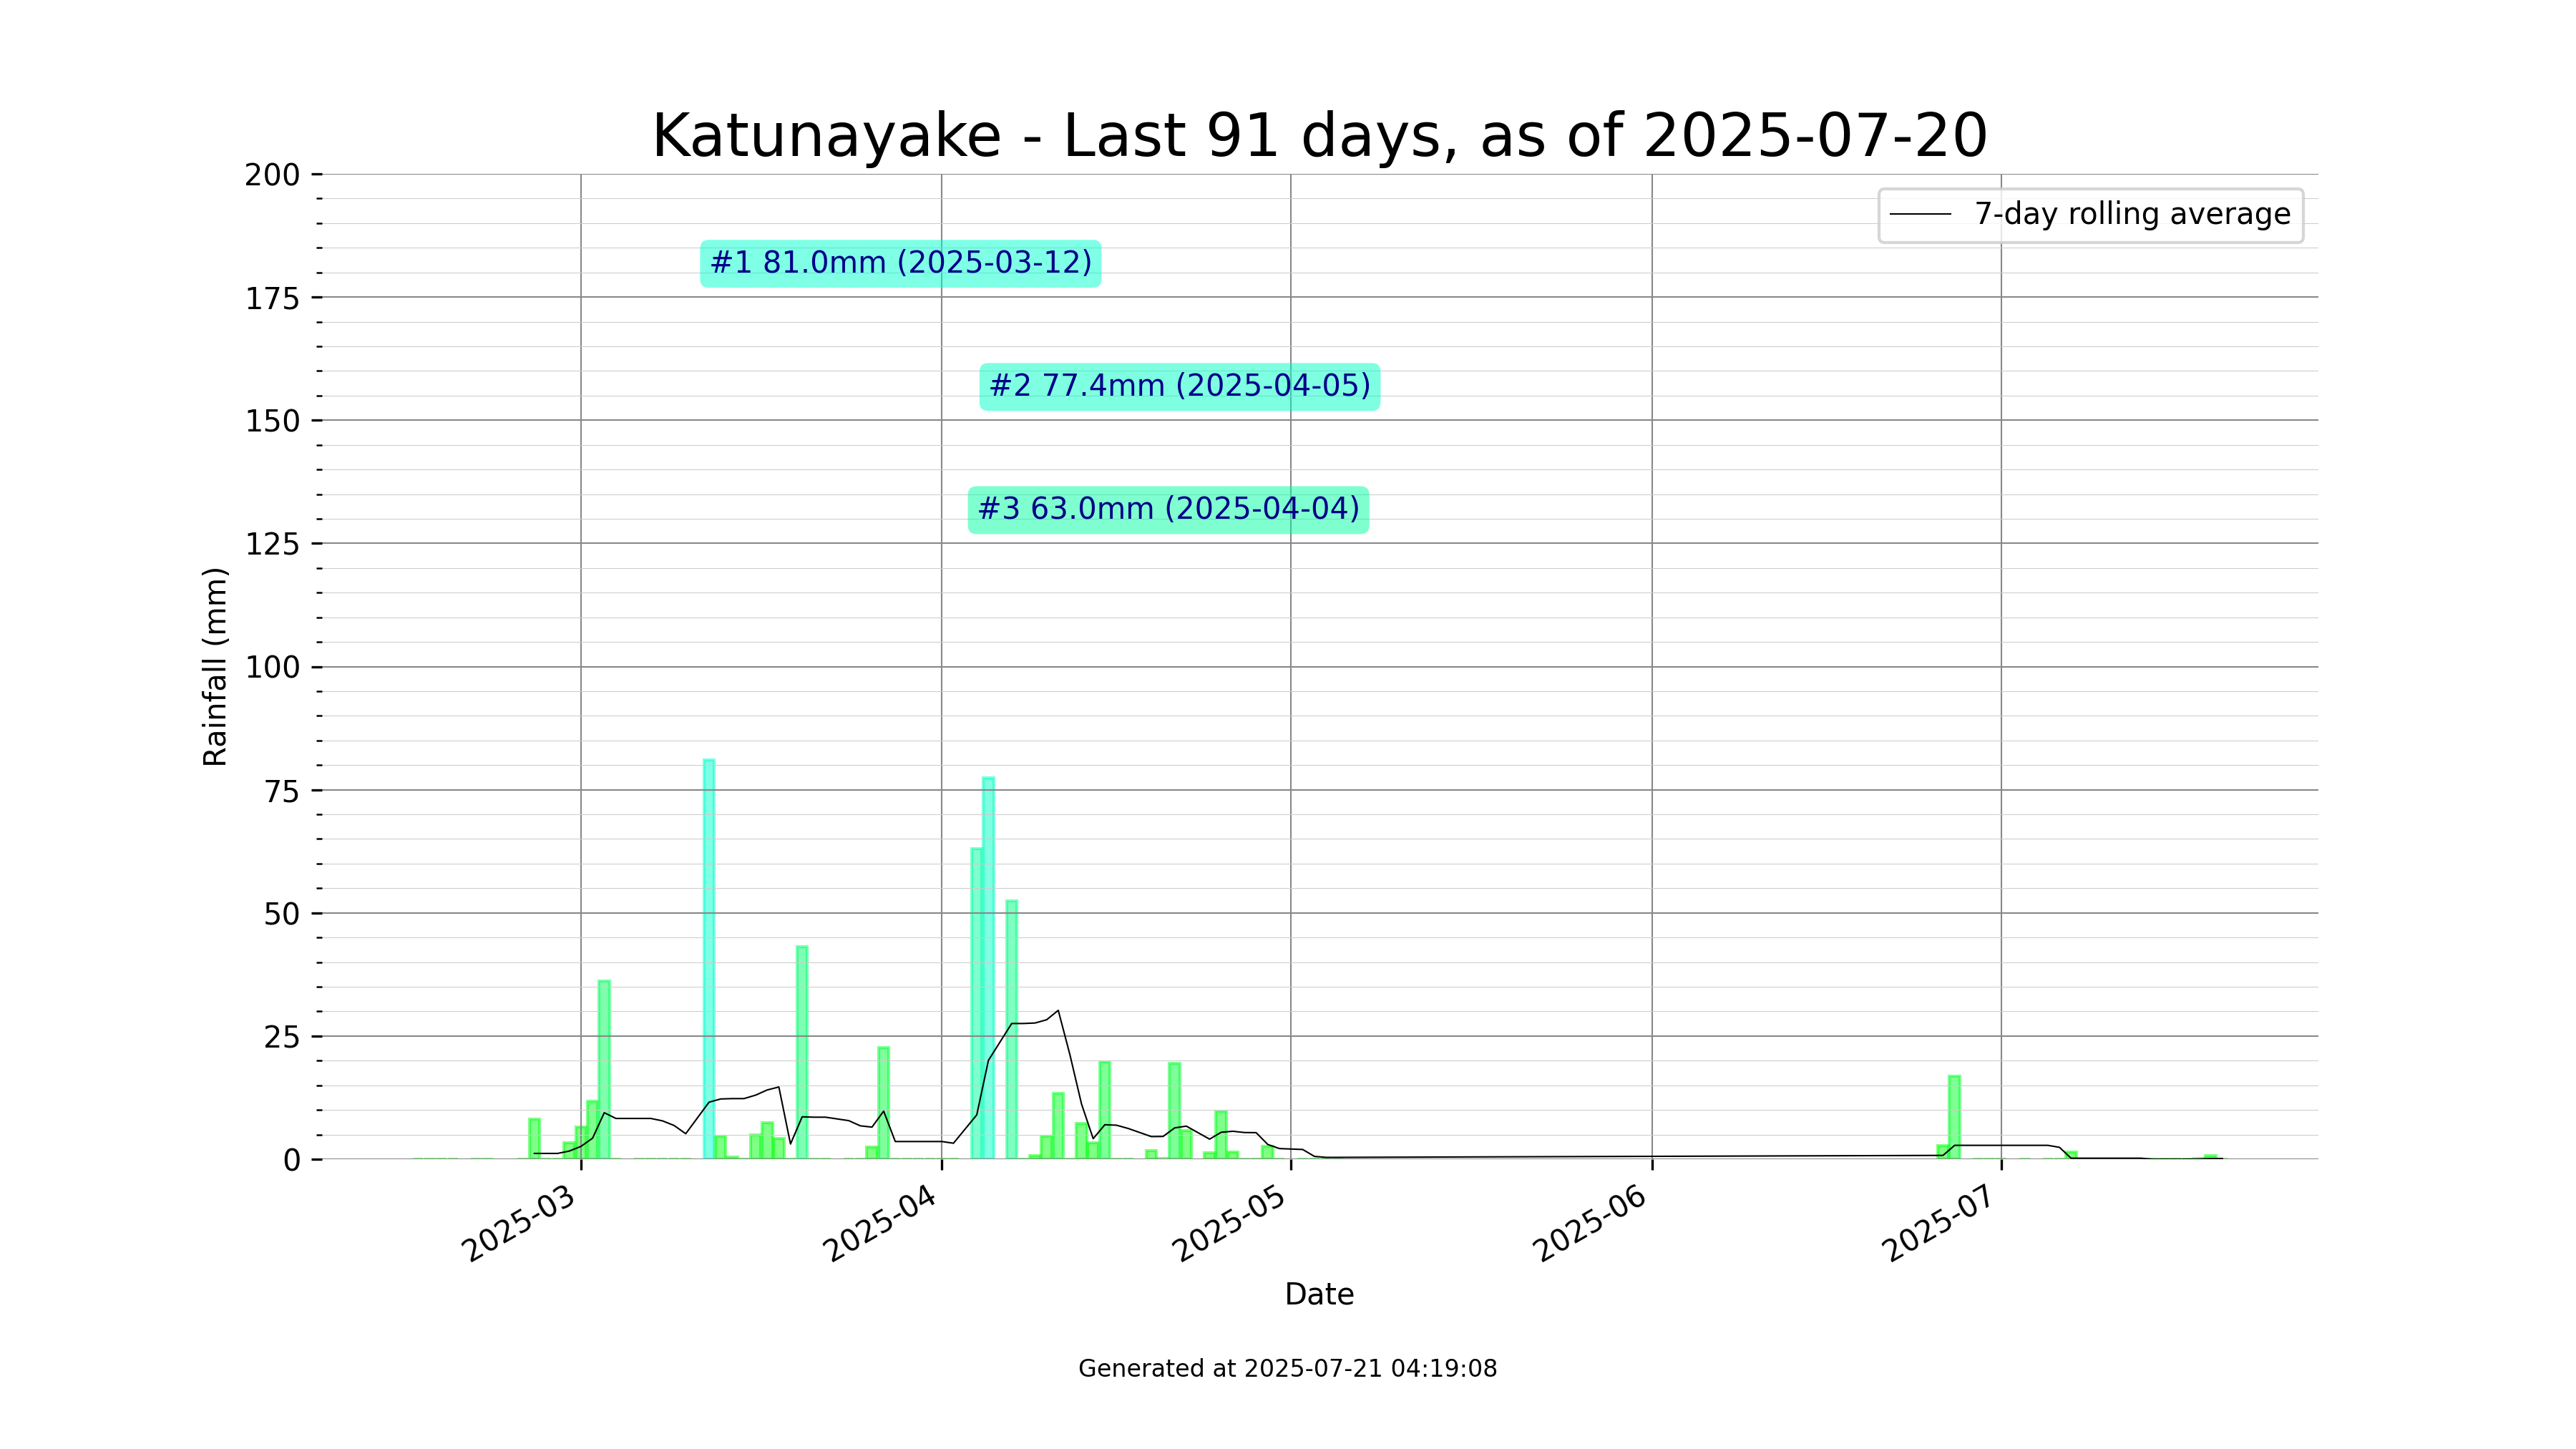 Katunayake - Last 91 days, as of 2025-07-20
200
175
150
125
100
75
50
25
0
Rainfall (mm)
7-day rolling average
#1 81.0mm (2025-03-12)
#2 77.4mm (2025-04-05)
#3 63.0mm (2025-04-04)
2025-03
2025-04
2025-05
2025-06
2025-07
Date
Generated at 2025-07-21 04:19:08